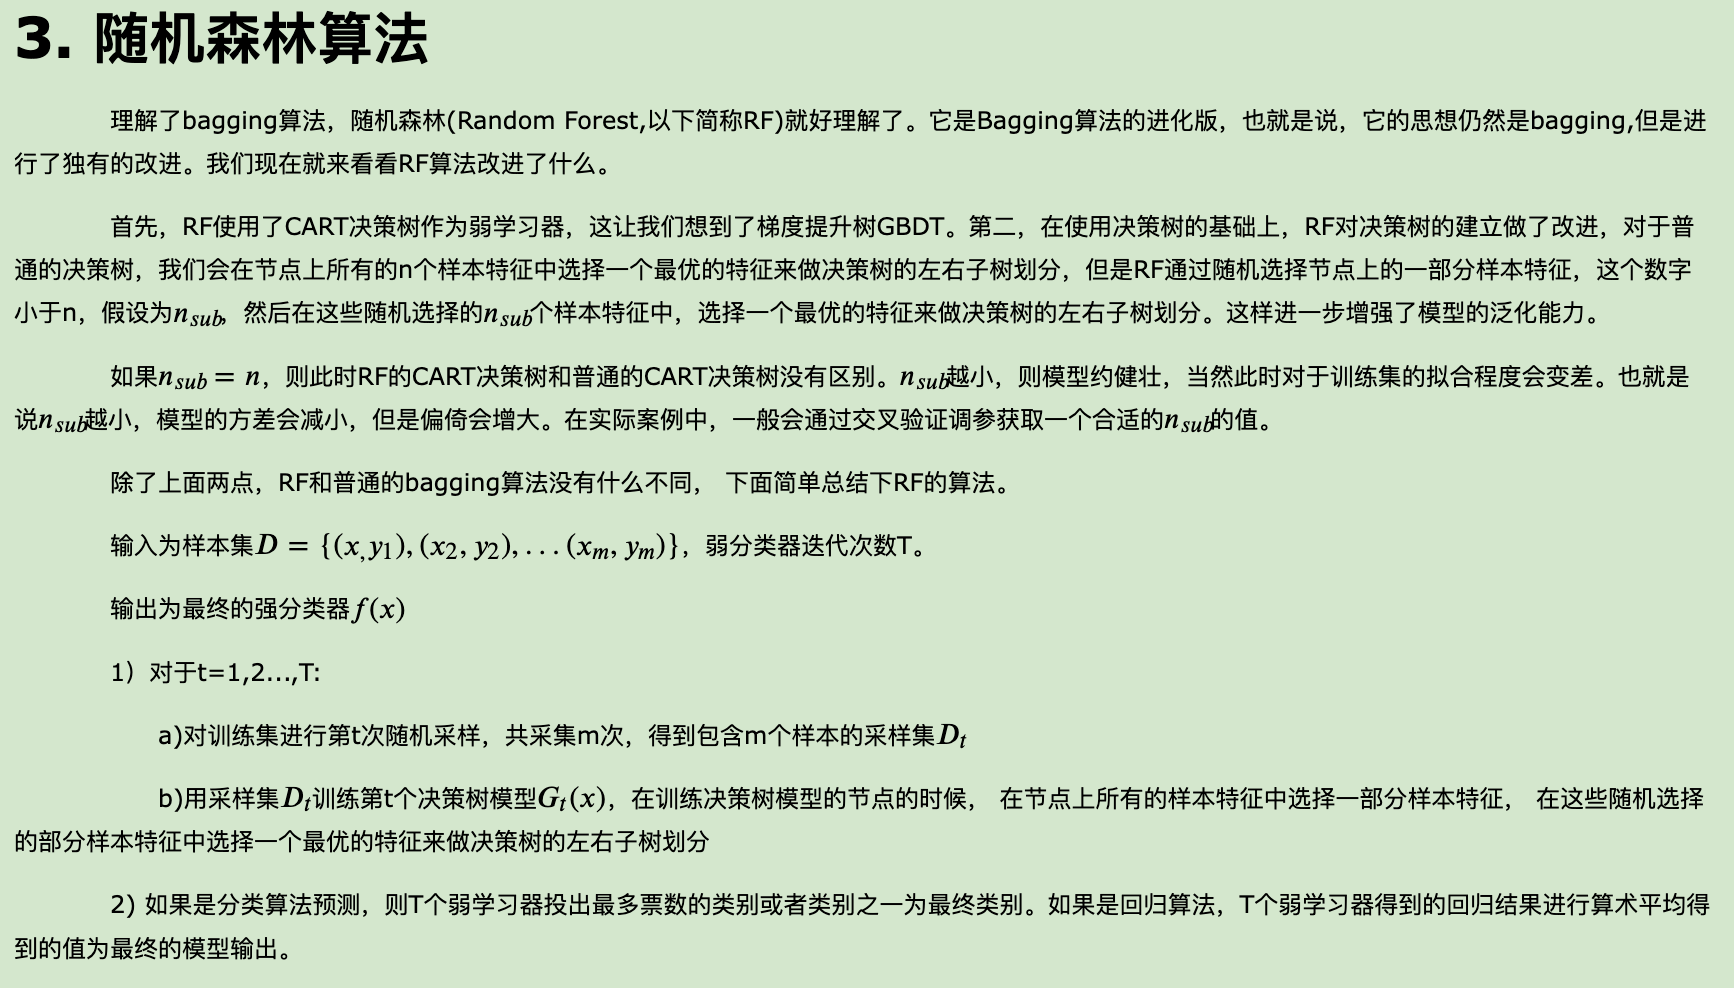 3. 随机森林算法
理解了bagging算法，随机森林(Random Forest,以下简称RF)就好理解了。它是Bagging算法的进化版，也就是说，它的思想仍然是bagging,但是进
行了独有的改进。我们现在就来看看RF算法改进了什么。
首先，RF使用了CART决策树作为弱学习器，这让我们想到了梯度提升树GBDT。第二，在使用决策树的基础上，RF对决策树的建立做了改进，对于普
通的决策树，我们会在节点上所有的n个样本特征中选择一个最优的特征来做决策树的左右子树划分，但是RF通过随机选择节点上的一部分样本特征，这个数字
小于n，假设为$n_{sub}$，然后在这些随机选择的$n_{sub}$个样本特征中，选择一个最优的特征来做决策树的左右子树划分。这样进一步增强了模型的泛化能力。
如果$n_{sub} = n$，则此时RF的CART决策树和普通的CART决策树没有区别。$n_{sub}$越小，则模型约健壮，当然此时对于训练集的拟合程度会变差。也就是
说$n_{sub}$越小，模型的方差会减小，但是偏倚会增大。在实际案例中，一般会通过交叉验证调参获取一个合适的$n_{sub}$的值。
除了上面两点，RF和普通的bagging算法没有什么不同， 下面简单总结下RF的算法。
输入为样本集$D = \{(x_,y_1), (x_2, y_2), ...(x_m, y_m)\}$，弱分类器迭代次数T。
输出为最终的强分类器$f(x)$
1）对于t=1,2...,T:
a)对训练集进行第t次随机采样，共采集m次，得到包含m个样本的采样集$D_t$
b)用采样集$D_t$训练第t个决策树模型$G_t(x)$，在训练决策树模型的节点的时候， 在节点上所有的样本特征中选择一部分样本特征， 在这些随机选择
的部分样本特征中选择一个最优的特征来做决策树的左右子树划分
2) 如果是分类算法预测，则T个弱学习器投出最多票数的类别或者类别之一为最终类别。如果是回归算法，T个弱学习器得到的回归结果进行算术平均得
到的值为最终的模型输出。